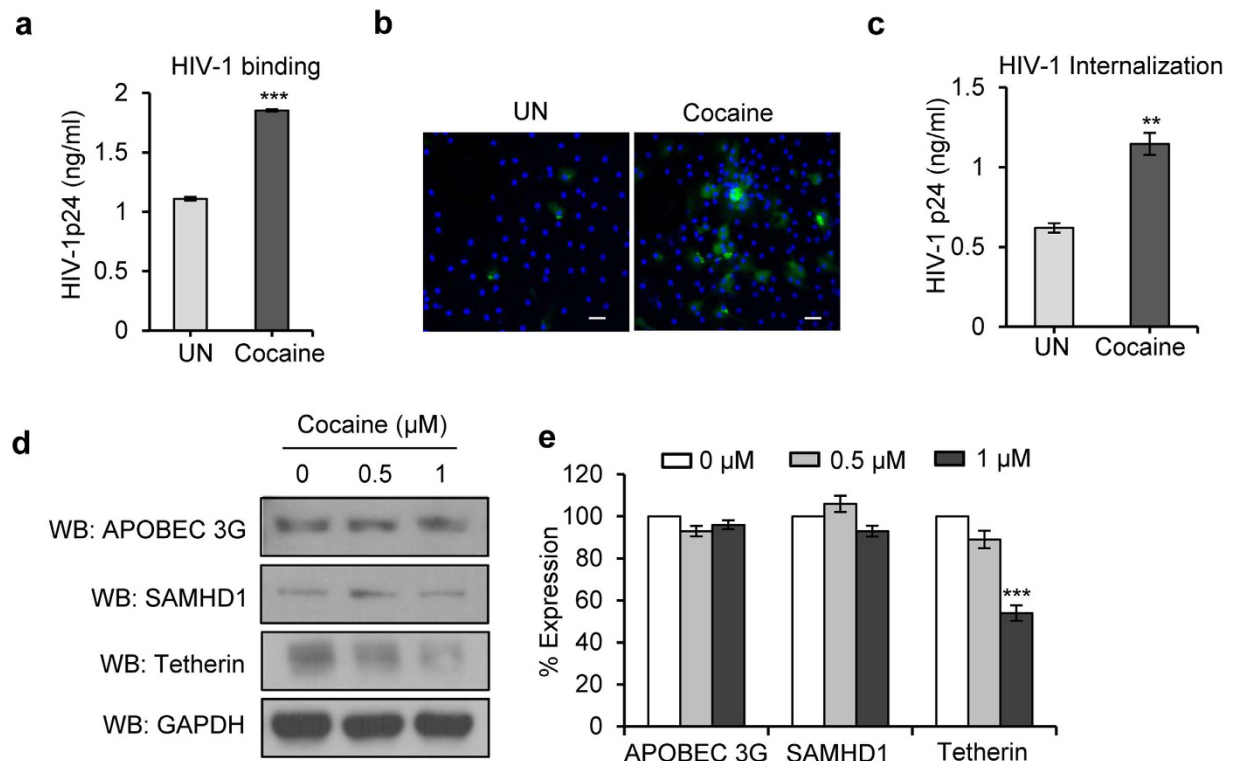 a
HIV-1 binding
HIV-1p24 (ng/ml)
2
1.5
1
0.5
0
***
UN
Cocaine
b
UN
Cocaine
c
HIV-1 Internalization
HIV-1 p24 (ng/ml)
1.5
1
0.5
0
**
UN
Cocaine
d
Cocaine (µM)
0 0.5 1
WB: APOBEC 3G
WB: SAMHD1
WB: Tetherin
WB: GAPDH
e
0 µM 0.5 µM 1 µM
% Expression
120
100
80
60
40
20
0
***
APOBEC 3G SAMHD1 Tetherin